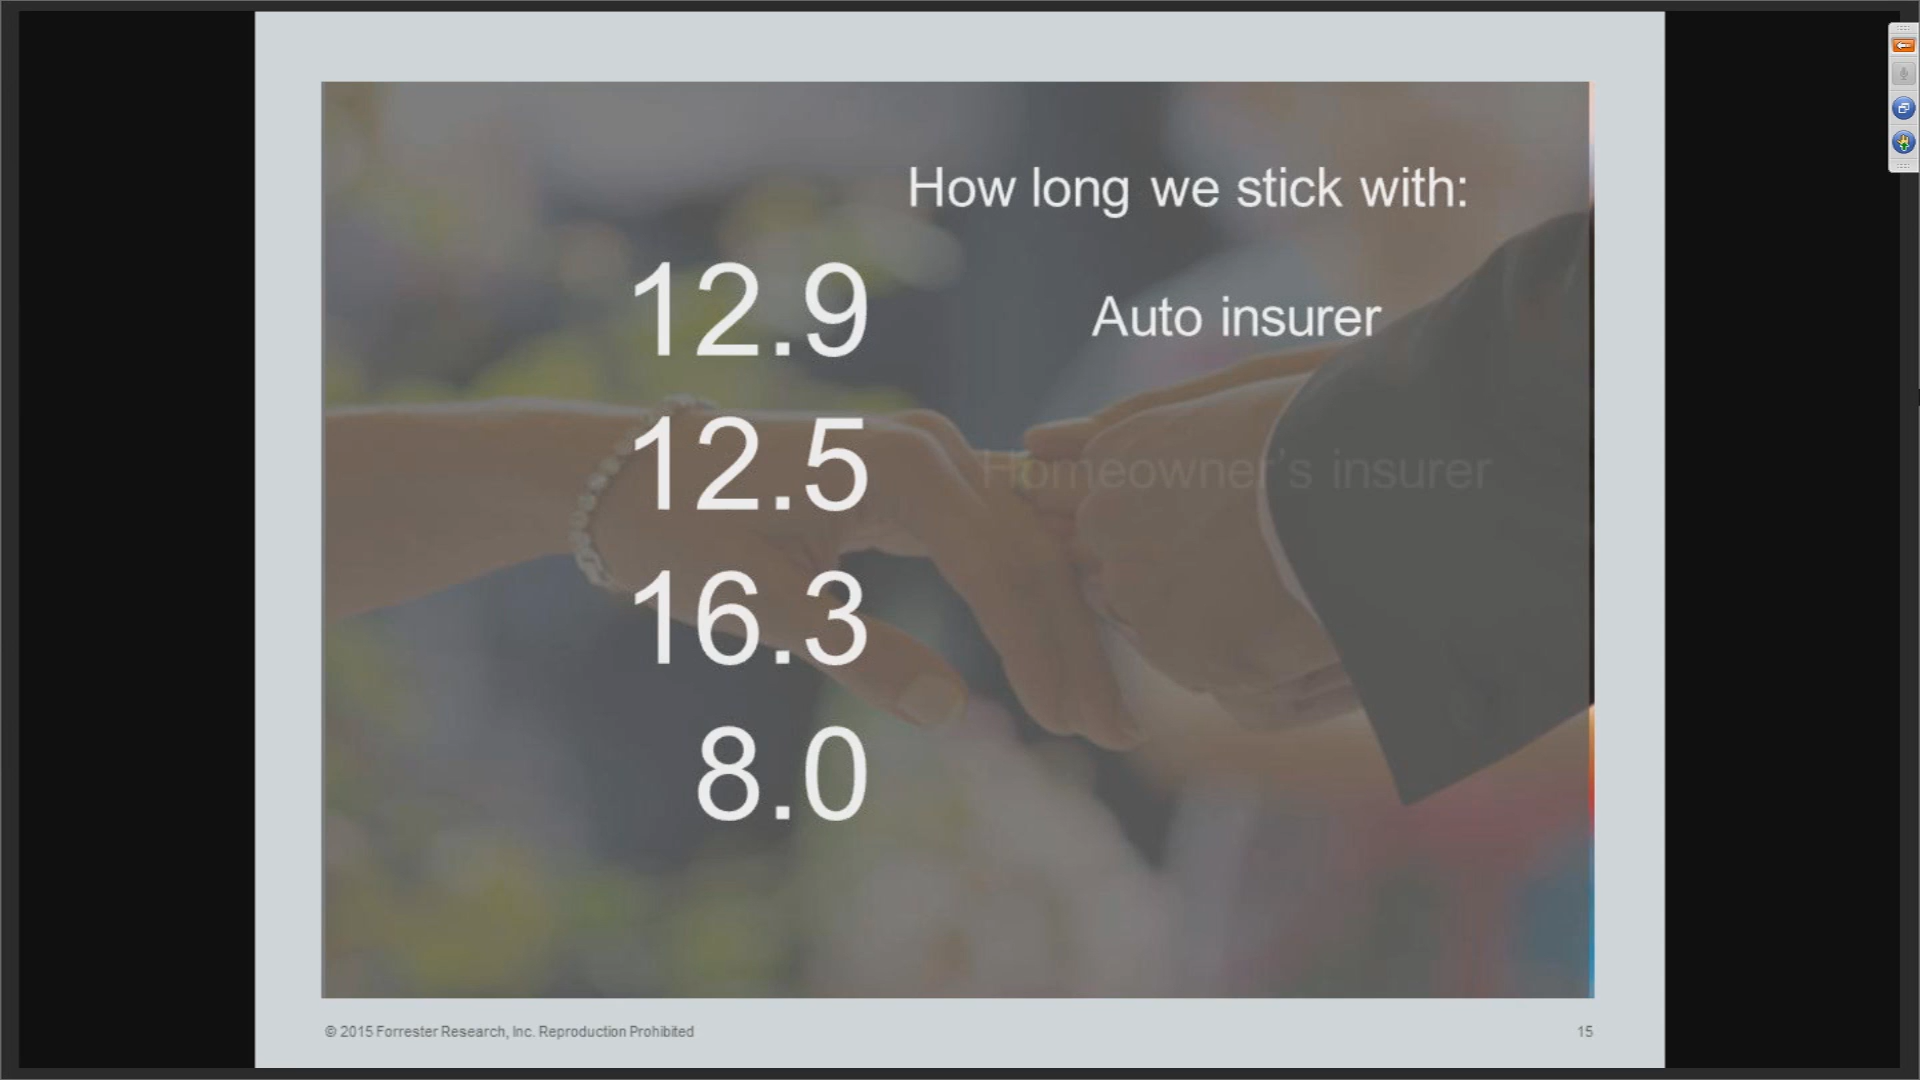 How long we stick with:
12.9 Auto insurer
12.5 Homeowner's insurer
16.3
8.0
© 2015 Forrester Research, Inc. Reproduction Prohibited
15